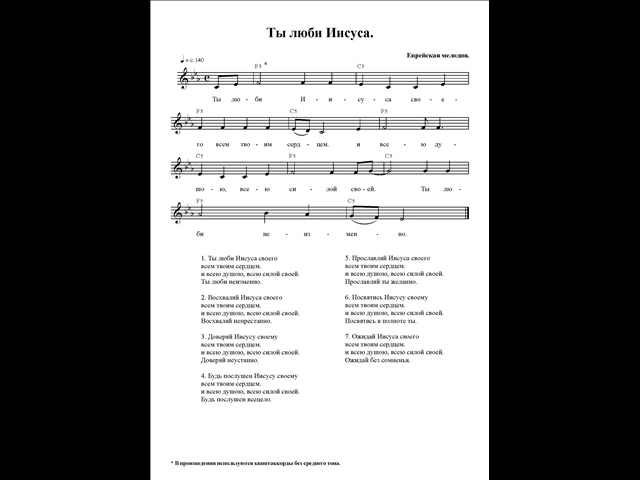 Ты люби Иисуса.
Еврейская мелодия.
♩ = c. 140
F5 * C5
Ты лю - би И - и - су - са сво - е -
F5 C5 F5
го всем тво - им серд - цем. и все - ю ду -
C5 F5 C5
шо - ю, все - ю си - лой сво - ей. Ты лю -
F5 C5
би не - из - мен - но.
1. Ты люби Иисуса своего
всем твоим сердцем.
и всею душою, всею силой своей.
Ты люби неизменно.
2. Восхваляй Иисуса своего
всем твоим сердцем.
и всею душою, всею силой своей.
Восхваляй непрестанно.
3. Доверяй Иисусу своему
всем твоим сердцем.
и всею душою, всею силой своей.
Доверяй неустанно.
4. Будь послушен Иисусу своему
всем твоим сердцем.
и всею душою, всею силой своей.
Будь послушен всецело.
5. Прославляй Иисуса своего
всем твоим сердцем.
и всею душою, всею силой своей.
Прославляй ты желанно.
6. Посвятись Иисусу своему
всем твоим сердцем.
и всею душою, всею силой своей.
Посвятись в полноте ты.
7. Ожидай Иисуса своего
всем твоим сердцем.
и всею душою, всею силой своей.
Ожидай без сомненья.
* В произведении используются квинтаккорды без среднего тона.